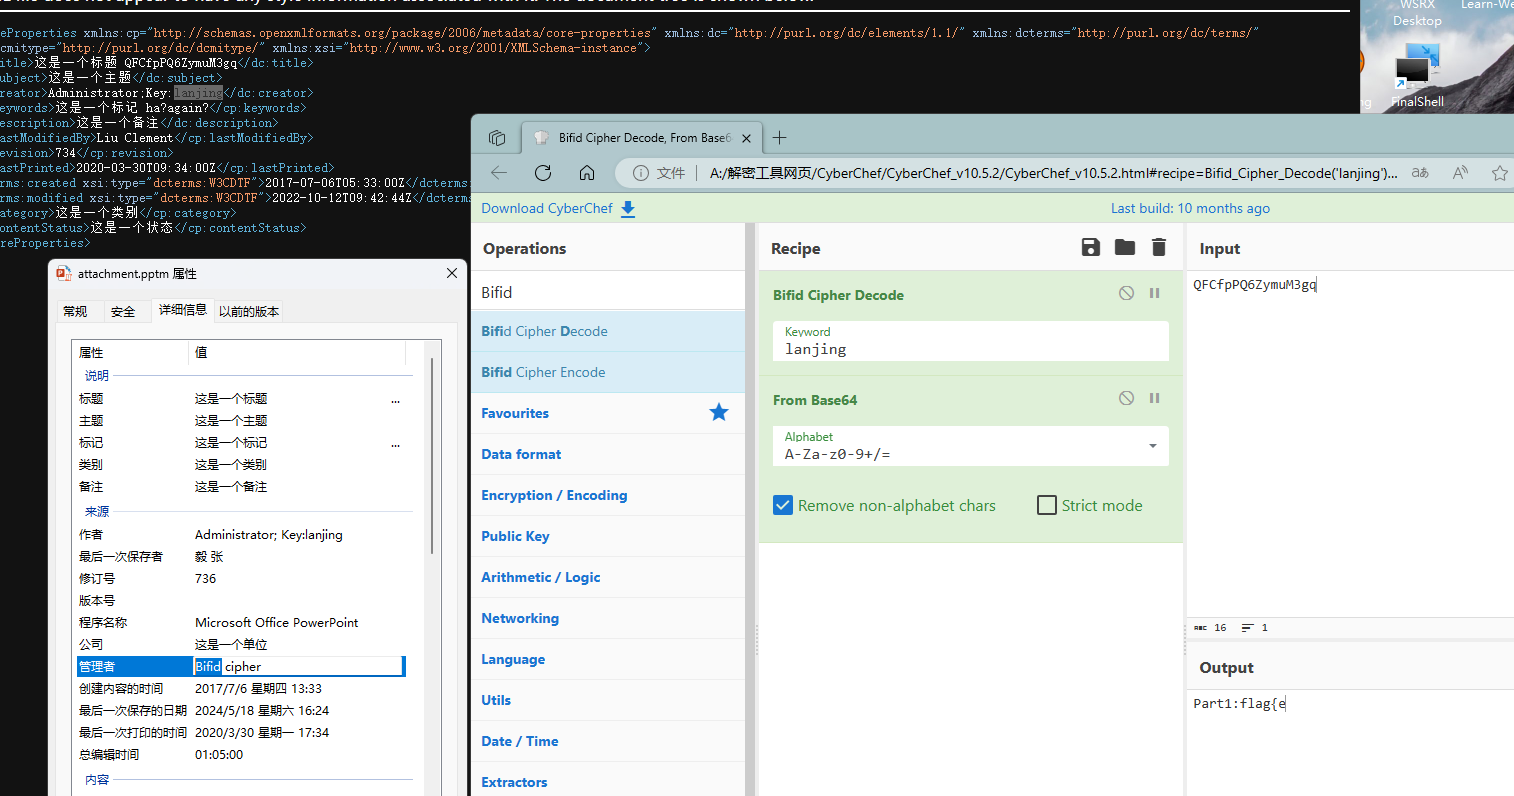 WSRX
Desktop
Learn-We
FinalShell
eProperties xmlns:cp="http://schemas.openxmlformats.org/package/2006/metadata/core-properties" xmlns:dc="http://purl.org/dc/elements/1.1/" xmlns:dcterms="http://purl.org/dc/terms/"
cmitype="http://purl.org/dc/dcmitype/" xmlns:xsi="http://www.w3.org/2001/XMLSchema-instance">
itle>这是一个标题 QFCfpPQ6ZymuM3gq</dc:title>
ubject>这是一个主题</dc:subject>
reator>Administrator;Key:lanjing</dc:creator>
eywords>这是一个标记 ha?again?</cp:keywords>
escription>这是一个备注</dc:description>
astModifiedBy>Liu Clement</cp:lastModifiedBy>
evision>734</cp:revision>
astPrinted>2020-03-30T09:34:00Z</cp:lastPrinted>
rms:created xsi:type="dcterms:W3CDTF">2017-07-06T05:33:00Z</dcterms:
rms:modified xsi:type="dcterms:W3CDTF">2022-10-12T09:42:44Z</dcterms
ategory>这是一个类别</cp:category>
ontentStatus>这是一个状态</cp:contentStatus>
reProperties>
attachment.pptm 属性
常规 安全 详细信息 以前的版本
属性 值
说明
标题 这是一个标题 ...
主题 这是一个主题
标记 这是一个标记 ...
类别 这是一个类别
备注 这是一个备注
来源
作者 Administrator; Key:lanjing
最后一次保存者 毅 张
修订号 736
版本号
程序名称 Microsoft Office PowerPoint
公司 这是一个单位
管理者 Bifid cipher
创建内容的时间 2017/7/6 星期四 13:33
最后一次保存的日期 2024/5/18 星期六 16:24
最后一次打印的时间 2020/3/30 星期一 17:34
总编辑时间 01:05:00
内容
Bifid Cipher Decode, From Base6
文件 A:/解密工具网页/CyberChef/CyberChef_v10.5.2/CyberChef_v10.5.2.html#recipe=Bifid_Cipher_Decode('lanjing')...
Download CyberChef
Last build: 10 months ago
Operations
Bifid
Bifid Cipher Decode
Bifid Cipher Encode
Favourites
Data format
Encryption / Encoding
Public Key
Arithmetic / Logic
Networking
Language
Utils
Date / Time
Extractors
Recipe
Bifid Cipher Decode
Keyword
lanjing
From Base64
Alphabet
A-Za-z0-9+/=
Remove non-alphabet chars
Strict mode
Input
QFCfpPQ6ZymuM3gq
16 1
Output
Part1:flag{e